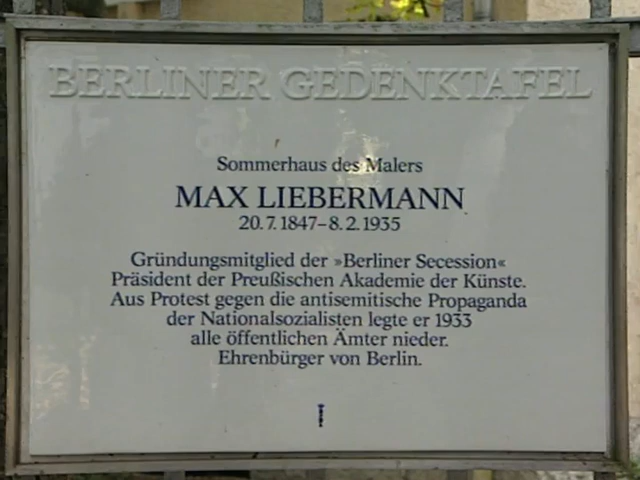 BERLINER GEDENKTAFEL
Sommerhaus des Malers
MAX LIEBERMANN
20.7.1847–8.2.1935
Gründungsmitglied der »Berliner Secession«
Präsident der Preußischen Akademie der Künste.
Aus Protest gegen die antisemitische Propaganda
der Nationalsozialisten legte er 1933
alle öffentlichen Ämter nieder.
Ehrenbürger von Berlin.